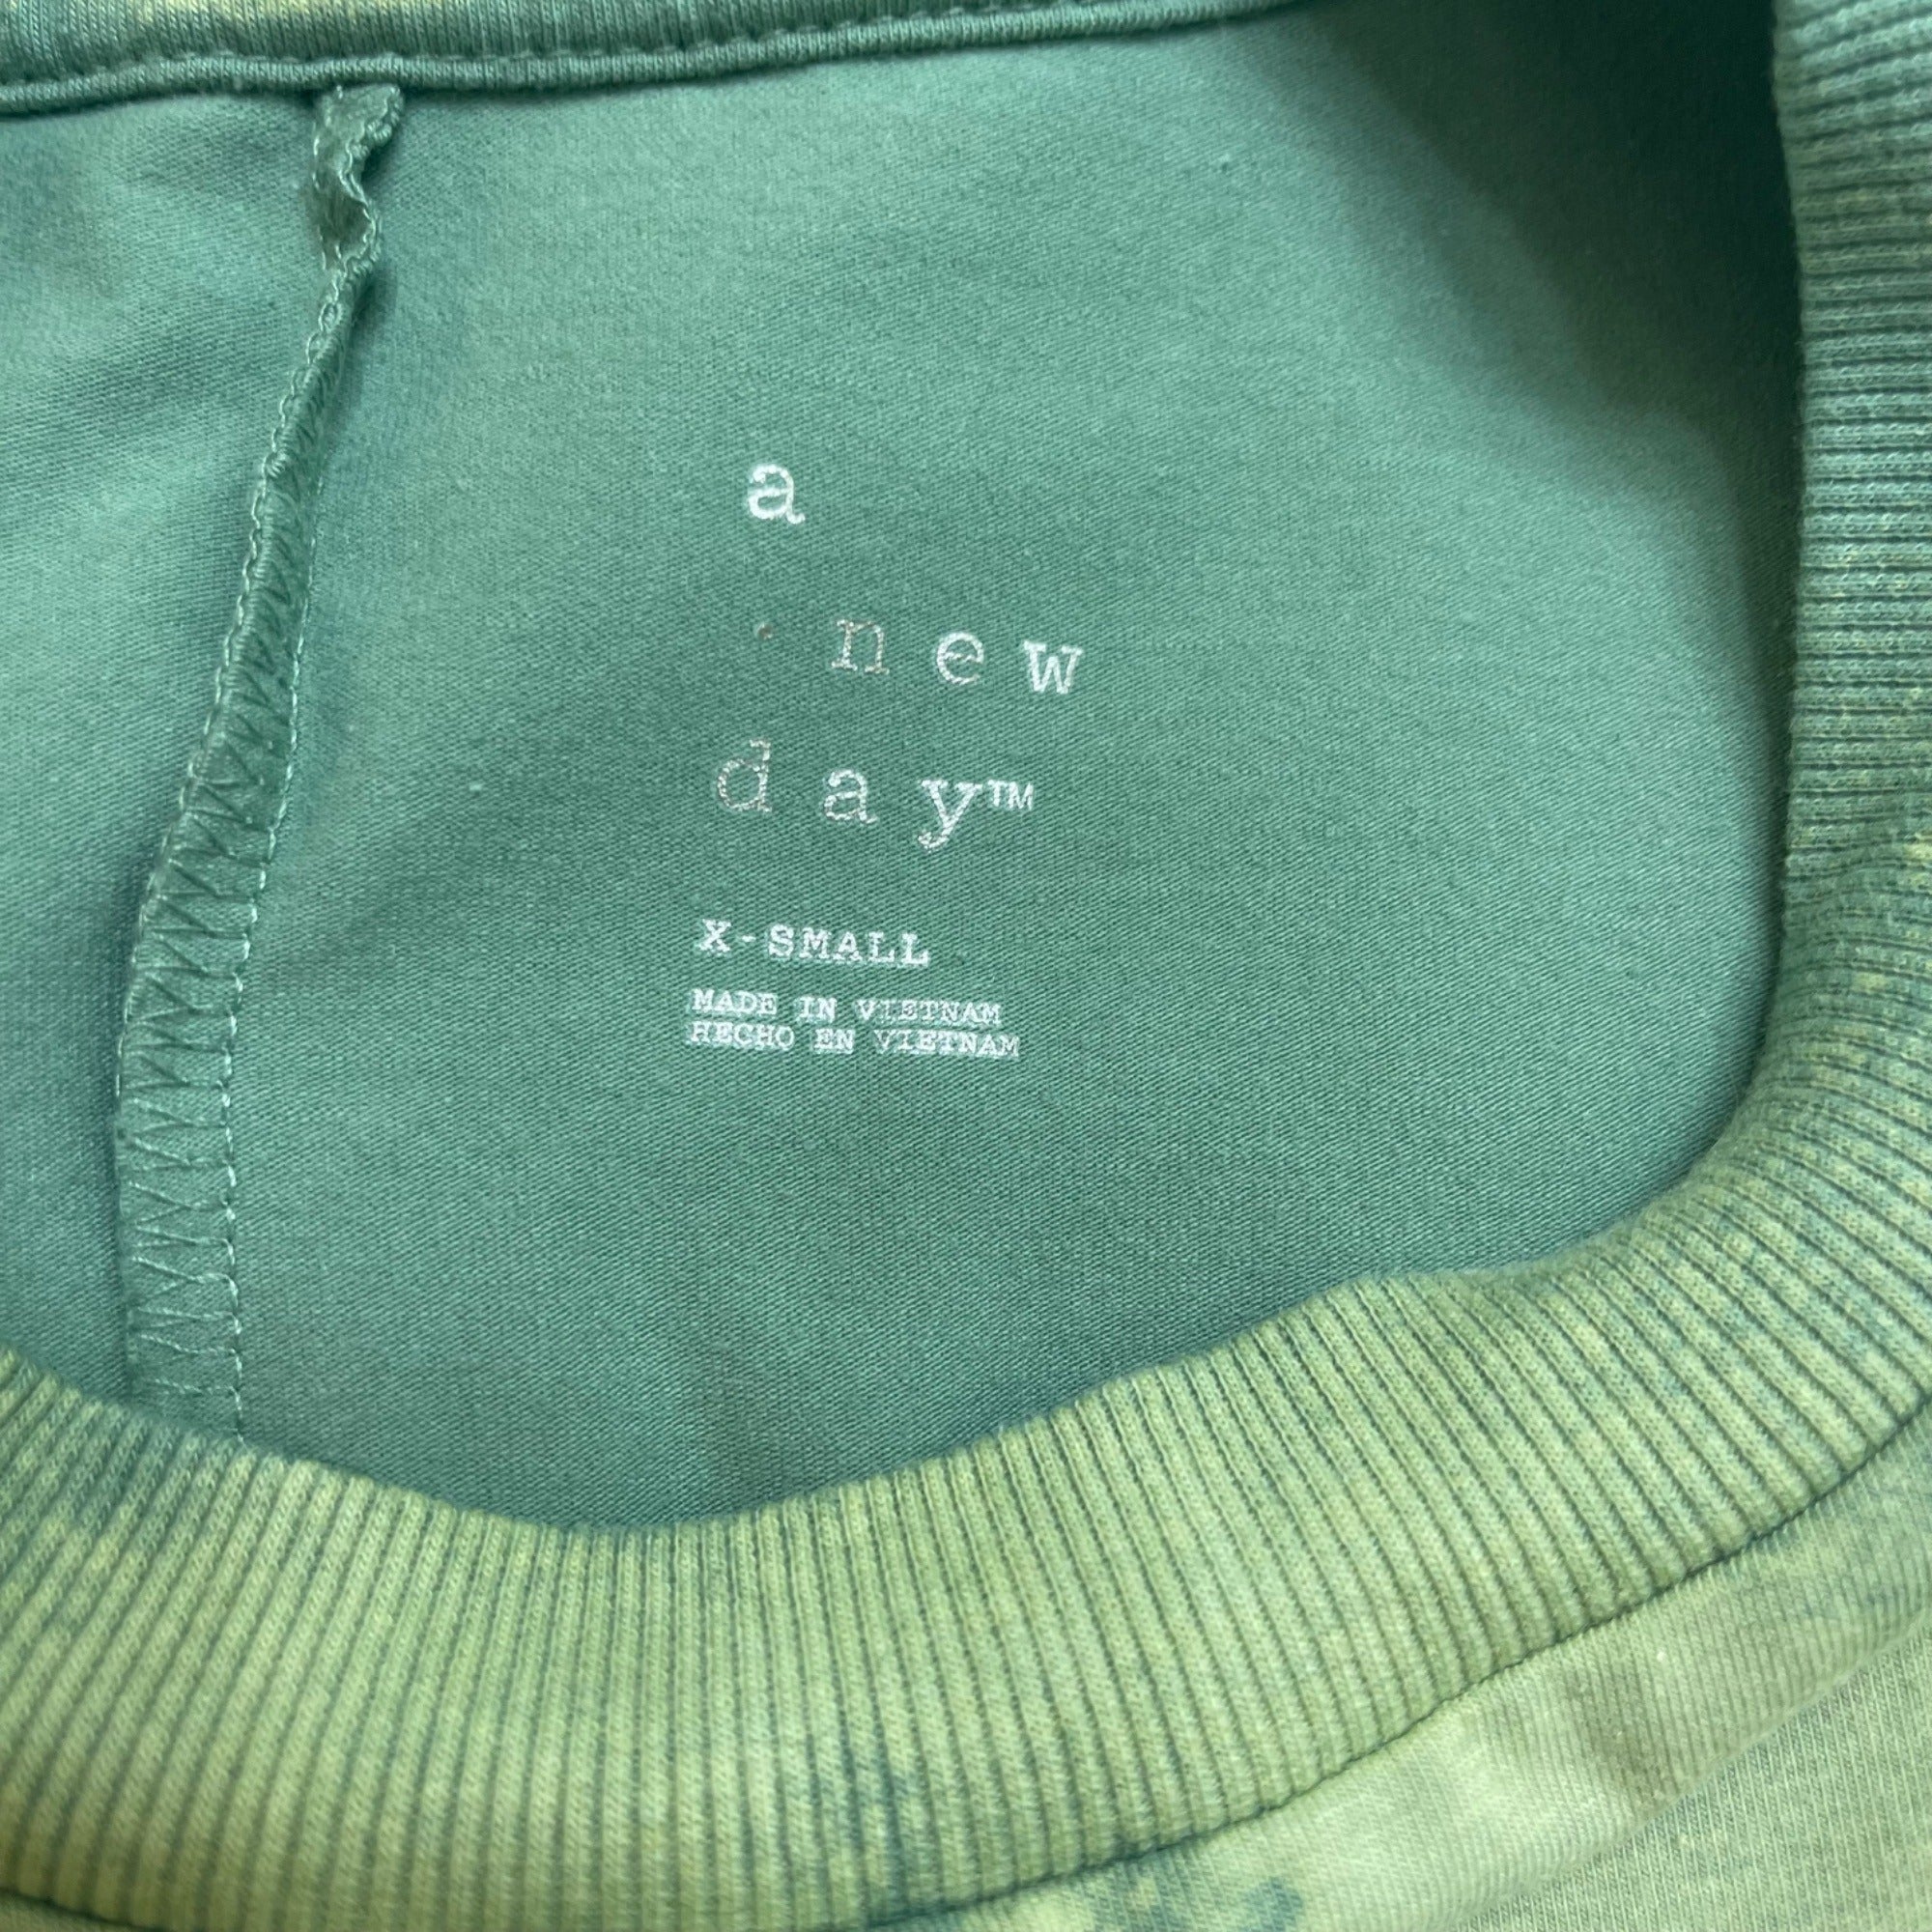 a
new
day™
X-SMALL
MADE IN VIETNAM
HECHO EN VIETNAM